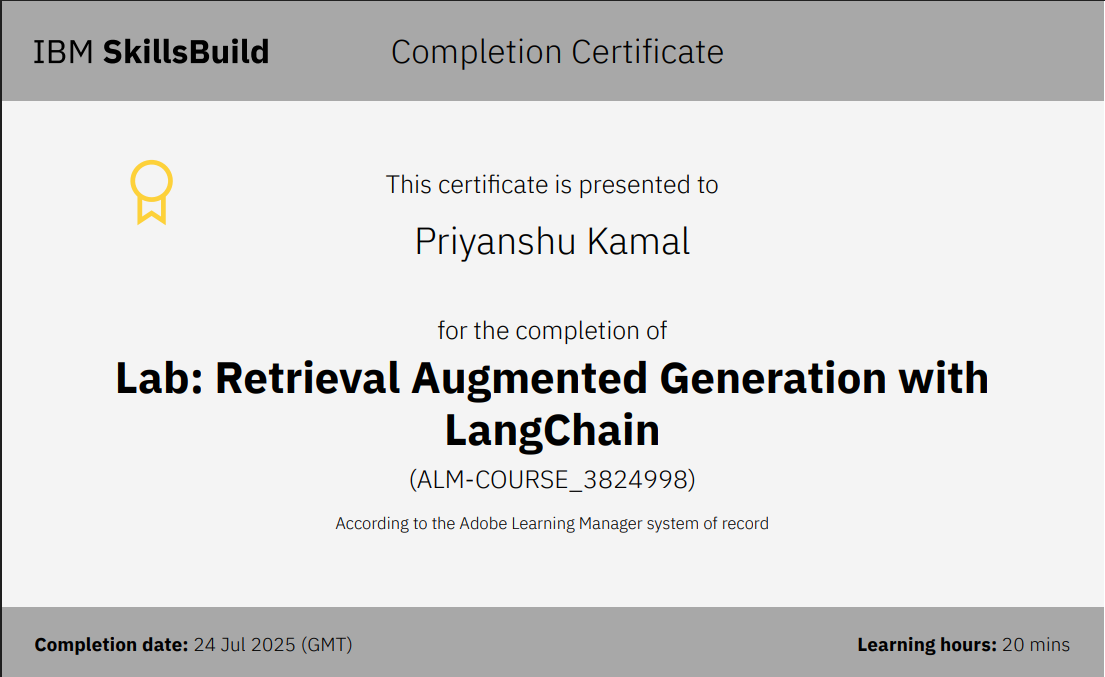 IBM SkillsBuild
Completion Certificate
This certificate is presented to
Priyanshu Kamal
for the completion of
Lab: Retrieval Augmented Generation with
LangChain
(ALM-COURSE_3824998)
According to the Adobe Learning Manager system of record
Completion date: 24 Jul 2025 (GMT)
Learning hours: 20 mins